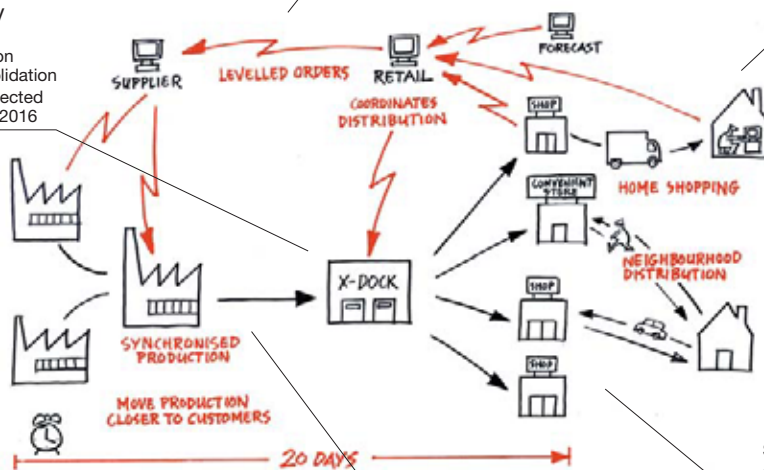 y
on
olidation
ected
2016
SUPPLIER
LEVELLED ORDERS
RETAIL
FORECAST
COORDINATES
DISTRIBUTION
SHOP
CONVENIENT
STORE
HOME SHOPPING
NEIGHBOURHOOD
DISTRIBUTION
X-DOCK
SHOP
SHOP
SYNCHRONISED
PRODUCTION
MOVE PRODUCTION
CLOSER TO CUSTOMERS
20 DAYS